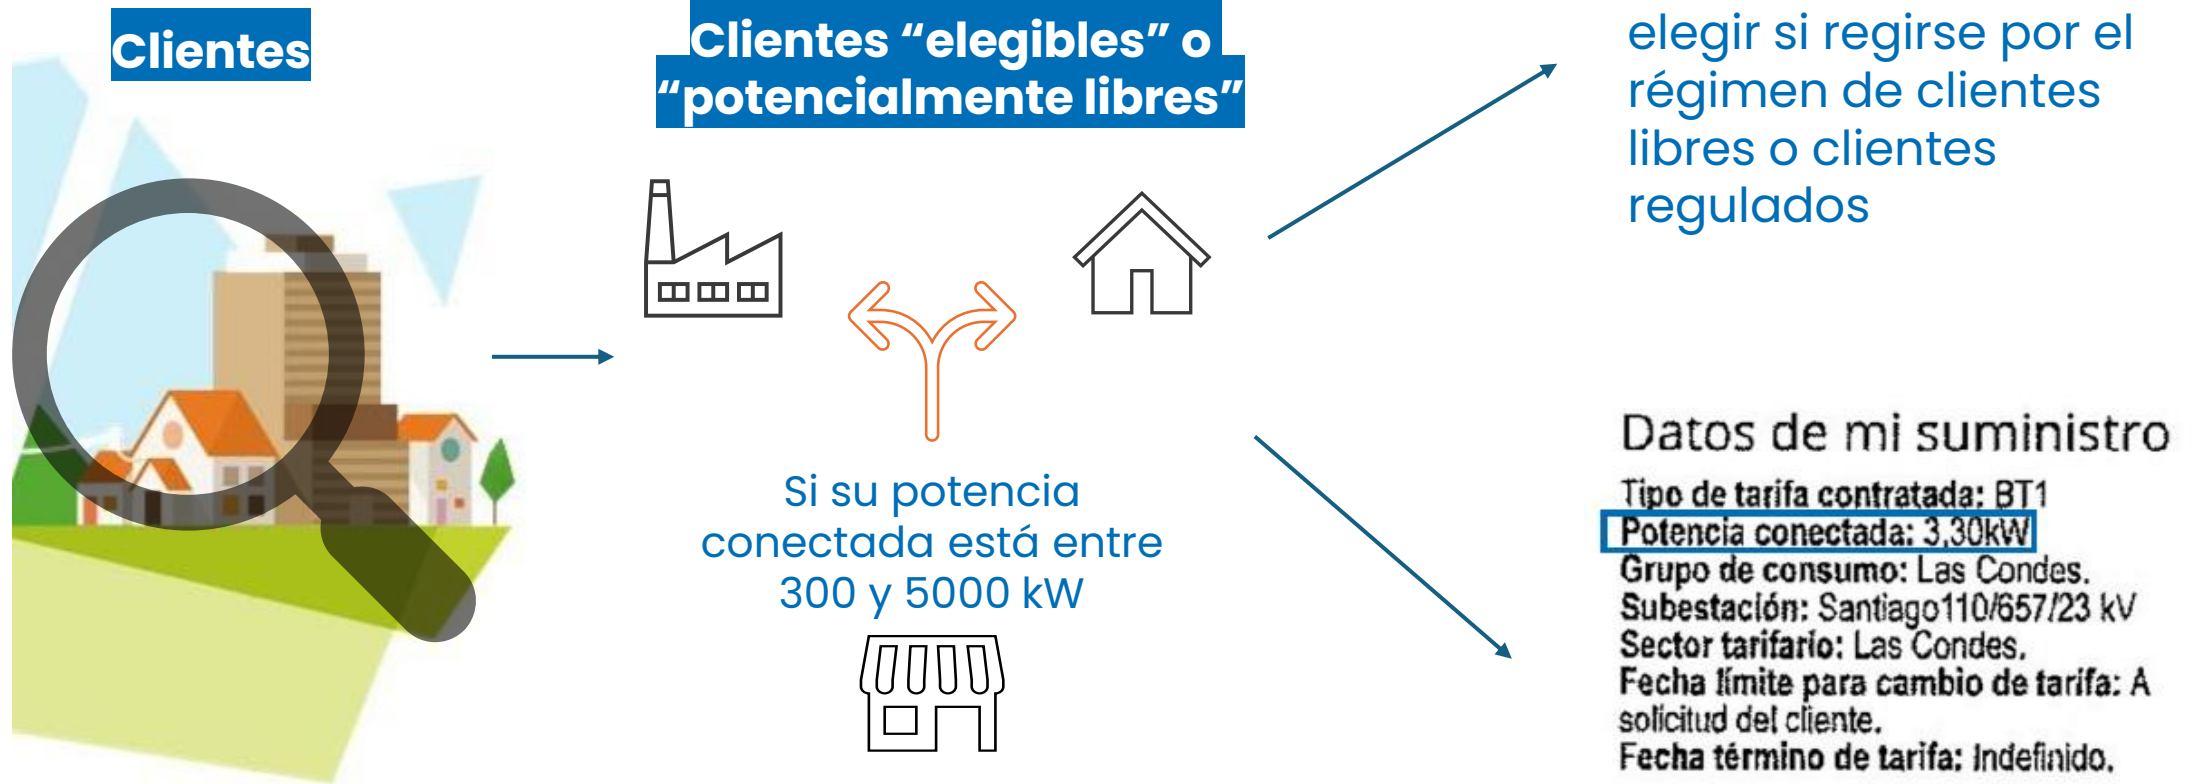 Clientes
Clientes “elegibles” o
“potencialmente libres”
Si su potencia
conectada está entre
300 y 5000 kW
elegir si regirse por el
régimen de clientes
libres o clientes
regulados
Datos de mi suministro
Tipo de tarifa contratada: BT1
Potencia conectada: 3,30kW
Grupo de consumo: Las Condes.
Subestación: Santiago110/657/23 kV
Sector tarifario: Las Condes.
Fecha límite para cambio de tarifa: A
solicitud del cliente.
Fecha término de tarifa: Indefinido.